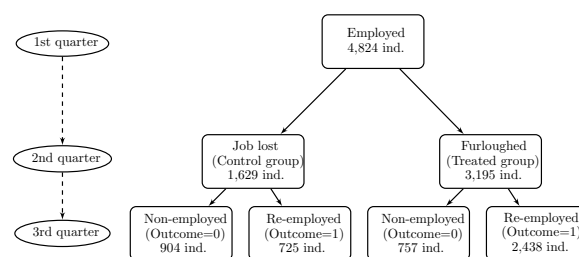 1st quarter
Employed
4,824 ind.
2nd quarter
Job lost
(Control group)
1,629 ind.
Furloughed
(Treated group)
3,195 ind.
3rd quarter
Non-employed
(Outcome=0)
904 ind.
Re-employed
(Outcome=1)
725 ind.
Non-employed
(Outcome=0)
757 ind.
Re-employed
(Outcome=1)
2,438 ind.